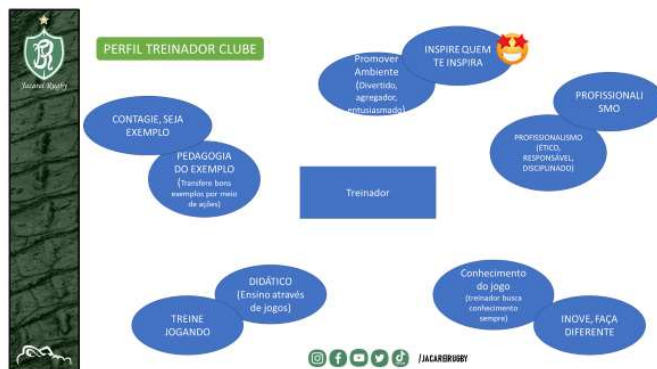 Jacareí Rugby
PERFIL TREINADOR CLUBE
INSPIRE QUEM
TE INSPIRA
Promover
Ambiente
(Divertido,
agregador,
entusiasmado)
PROFISSIONALI
SMO
PROFISSIONALISMO
(ÉTICO,
RESPONSÁVEL,
DISCIPLINADO)
CONTAGIE, SEJA
EXEMPLO
PEDAGOGIA
DO EXEMPLO
(Transfere bons
exemplos por meio
de ações)
Treinador
DIDÁTICO
(Ensino através
de jogos)
TREINE
JOGANDO
Conhecimento
do jogo
(treinador busca
conhecimento
sempre)
INOVE, FAÇA
DIFERENTE
/JACAREIRUGBY